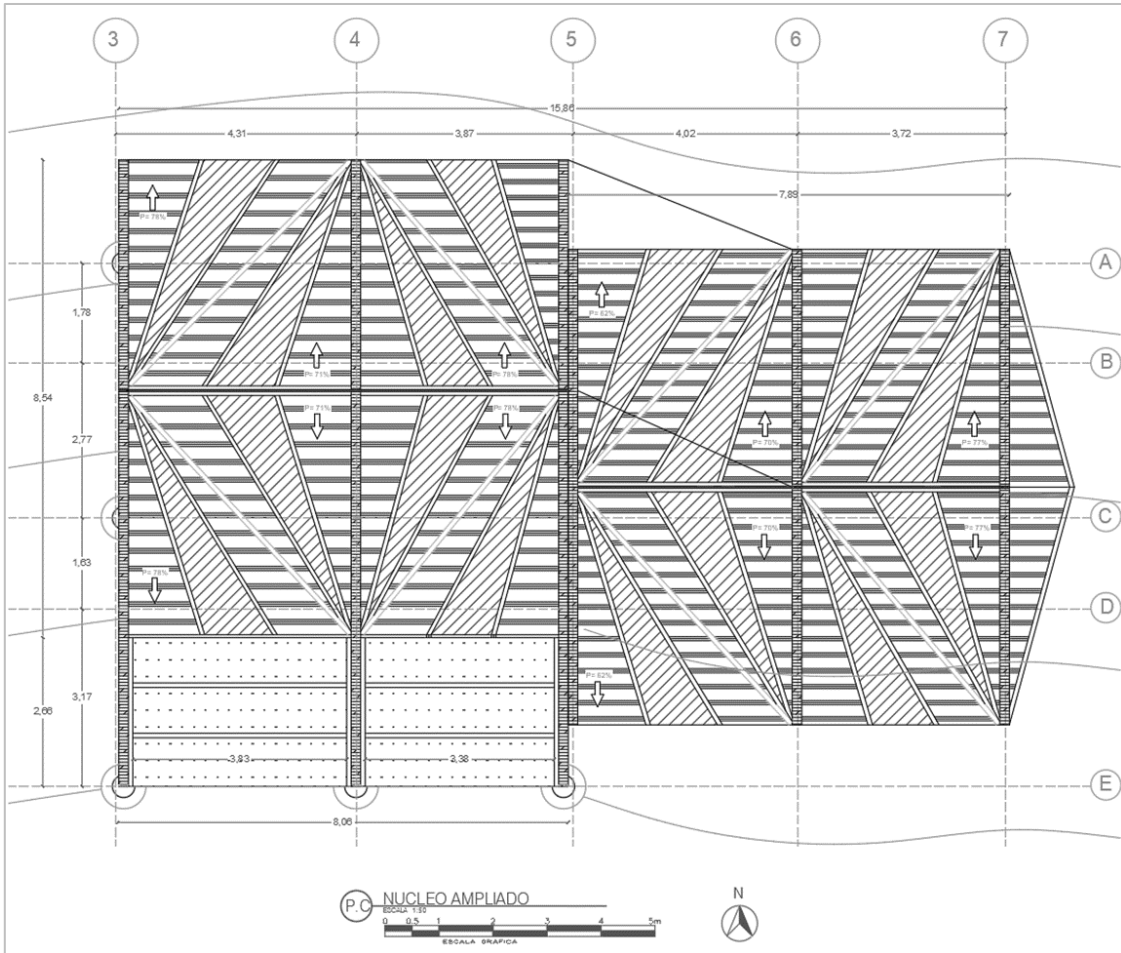 3 4 5 6 7
15,86
4,31 3,87 4,02 3,72
7,89
P= 78%
A
1,78
P= 62%
B
P= 71% P= 78%
8,54
P= 71% P= 78%
2,77
P= 70% P= 77%
C
P= 77%
P= 78%
1,63
D
P= 62%
3,17
2,66
3,83 3,38
E
8,06
P.C NUCLEO AMPLIADO
ESCALA 1:50
0 0.5 1 2 3 4 5m
ESCALA GRAFICA
N